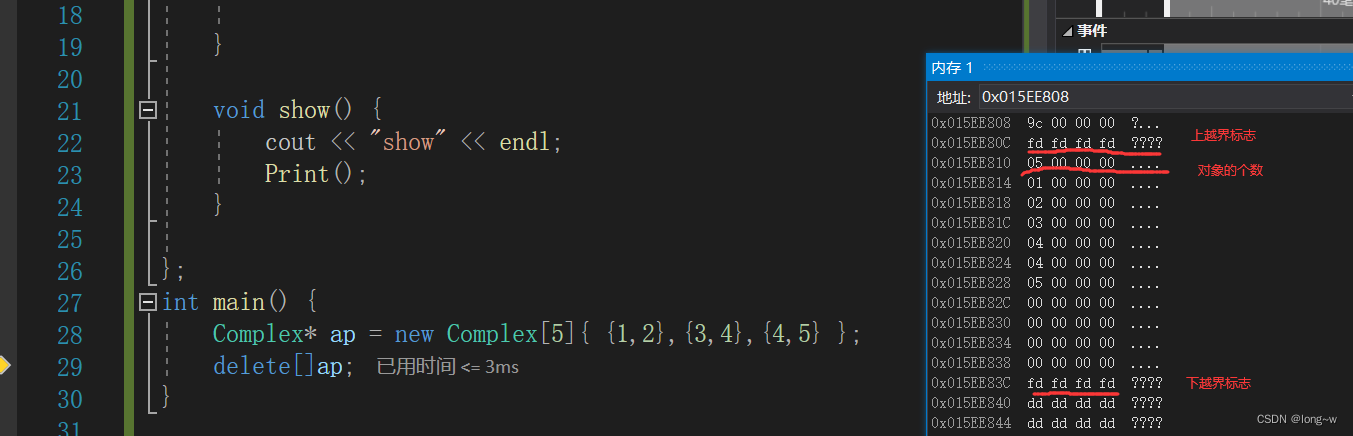 18
19 }
20
21 void show() {
22 cout << "show" << endl;
23 Print();
24 }
25
26 };
27 int main() {
28 Complex* ap = new Complex[5]{ {1,2},{3,4},{4,5} };
29 delete[]ap; 已用时间 <= 3ms
30 }
31
事件
内存 1
地址: 0x015EE808
0x015EE808 9c 00 00 00 ?...
0x015EE80C fd fd fd fd ????
上越界标志
0x015EE810 05 00 00 00 ....
对象的个数
0x015EE814 01 00 00 00 ....
0x015EE818 02 00 00 00 ....
0x015EE81C 03 00 00 00 ....
0x015EE820 04 00 00 00 ....
0x015EE824 04 00 00 00 ....
0x015EE828 05 00 00 00 ....
0x015EE82C 00 00 00 00 ....
0x015EE830 00 00 00 00 ....
0x015EE834 00 00 00 00 ....
0x015EE838 00 00 00 00 ....
0x015EE83C fd fd fd fd ????
下越界标志
0x015EE840 dd dd dd dd ????
0x015EE844 dd dd dd dd ????
CSDN @long~w